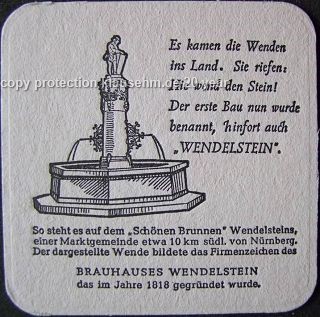 Es kamen die Wenden
ins Land. Sie riefen:
den Stein!
Der erste Bau nun wurde
benannt, hinfort auch
„WENDELSTEIN".
copy protection
So steht es auf dem „Schönen Brunnen" Wendelsteins,
einer Marktgemeinde etwa 10 km südl. von Nürnberg.
Der dargestellte Wende bildete das Firmenzeichen des
BRAUHAUSES WENDELSTEIN
das im Jahre 1818 gegründet wurde.